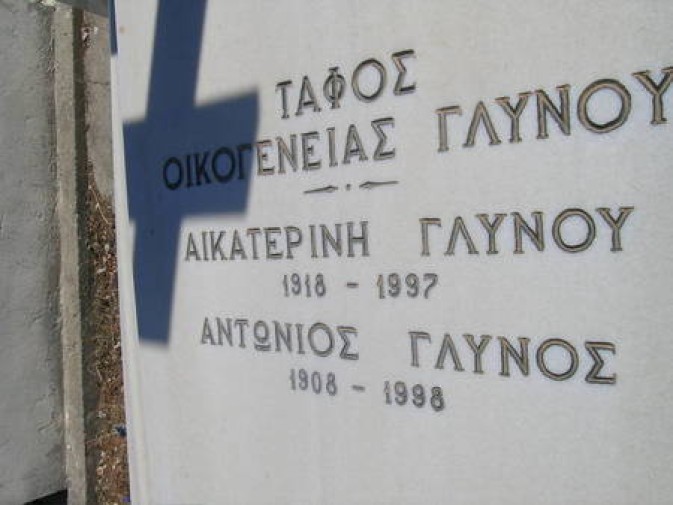 ΤΑΦΟΣ
ΟΙΚΟΓΕΝΕΙΑΣ ΓΛΥΝΟΥ
ΑΙΚΑΤΕΡΙΝΗ ΓΛΥΝΟΥ
1918 - 1997
ΑΝΤΩΝΙΟΣ ΓΛΥΝΟΣ
1908 - 1998